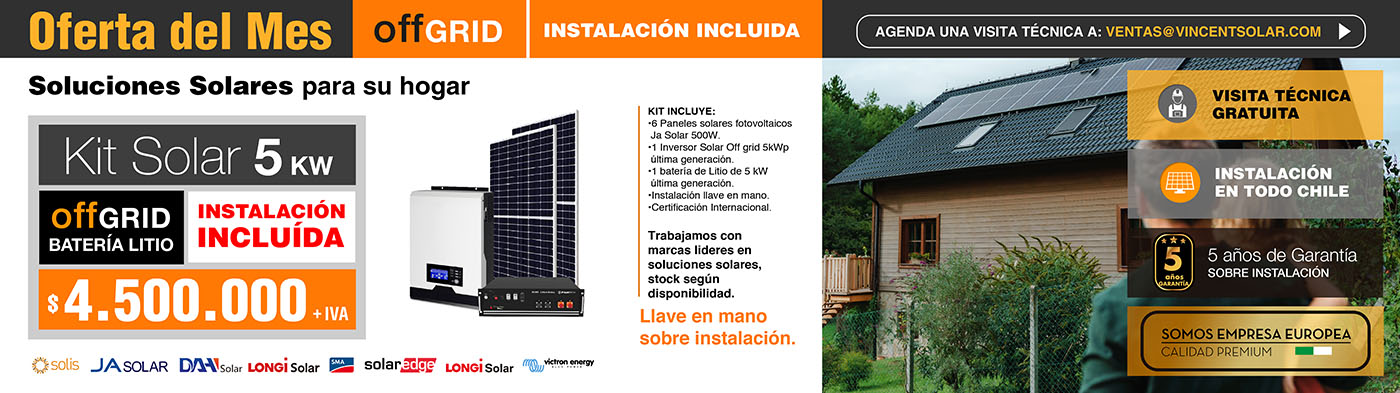 Oferta del Mes
offGRID
INSTALACIÓN INCLUIDA
AGENDA UNA VISITA TÉCNICA A: VENTAS@VINCENTSOLAR.COM
Soluciones Solares para su hogar
Kit Solar 5 KW
offGRID
BATERÍA LITIO
INSTALACIÓN
INCLUÍDA
$4.500.000 + IVA
KIT INCLUYE:
•6 Paneles solares fotovoltaicos
Ja Solar 500W.
•1 Inversor Solar Off grid 5kWp
última generación.
•1 batería de Litio de 5 kW
última generación.
•Instalación llave en mano.
•Certificación Internacional.
Trabajamos con
marcas lideres en
soluciones solares,
stock según
disponibilidad.
Llave en mano
sobre instalación.
solis
JA SOLAR
DAH Solar
LONGi Solar
SMA
solaredge
LONGi Solar
victron energy
BLUE POWER
VISITA TÉCNICA
GRATUITA
INSTALACIÓN
EN TODO CHILE
5
años
GARANTÍA
5 años de Garantía
SOBRE INSTALACIÓN
SOMOS EMPRESA EUROPEA
CALIDAD PREMIUM